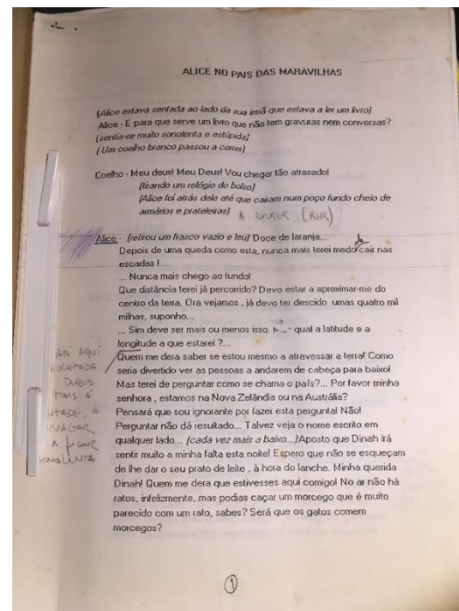 ALICE NO PAIS DAS MARAVILHAS
(Alice estava sentada ao lado da sua irmã que estava a ler um livro)
Alice - E para que serve um livro que não tem gravuras nem conversas?
(sentia-se muito sonolenta e estúpida)
( Um coelho branco passou a correr)
Coelho - Meu deus! Meu Deus! Vou chegar tão atrasado!
(tirando um relógio do bolso)
(Alice foi atrás dele até que caíram num poço fundo cheio de
armários e prateleiras)
A (RIR)
Alice - (retirou um frasco vazio e leu) Doce de laranja...
Depois de uma queda como esta, nunca mais terei medo cair nas
escadas !...
... Nunca mais chego ao fundo!
Que distância terei já percorrido? Devo estar a aproximar-me do
centro da terra. Ora vejamos , já devo ter descido umas quatro mil
milhas, suponho...
... Sim deve ser mais ou menos isso. qual a latitude e a
longitude a que estarei ?...
Quem me dera saber se estou mesmo a atravessar a terra! Como
seria divertido ver as pessoas a andarem de cabeça para baixo!
Mas terei de perguntar como se chama o país?... Por favor minha
senhora , estamos na Nova Zelândia ou na Austrália?
Pensará que sou ignorante por fazer esta pergunta! Não!
Perguntar não dá resultado... Talvez veja o nome escrito em
qualquer lado... (cada vez mais a baixo...)Aposto que Dinah irá
sentir muito a minha falta esta noite! Espero que não se esqueçam
de lhe dar o seu prato de leite , à hora do lanche. Minha querida
Dinah! Quem me dera que estivesses aqui comigo! No ar não há
ratos, infelizmente, mas podias caçar um morcego que é muito
parecido com um rato, sabes? Será que os gatos comem
morcegos?
ATÉ AQUI
DEPOIS
MAIS À
A FICAR
SONOLENTA
1